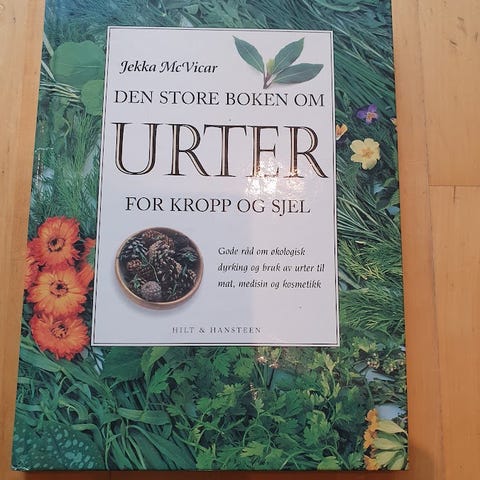 Jekka McVicar
DEN STORE BOKEN OM
URTER
FOR KROPP OG SJEL
Gode råd om økologisk
dyrking og bruk av urter til
mat, medisin og kosmetikk
HILT & HANSTEEN